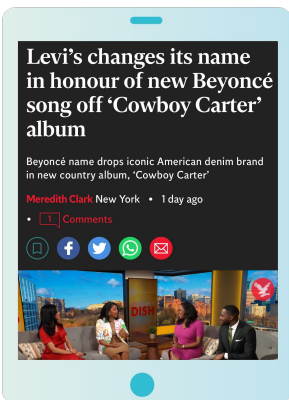 Levi's changes its name
in honour of new Beyoncé
song off 'Cowboy Carter'
album
Beyoncé name drops iconic American denim brand
in new country album, 'Cowboy Carter'
Meredith Clark New York • 1 day ago
• 1 Comments
DISH